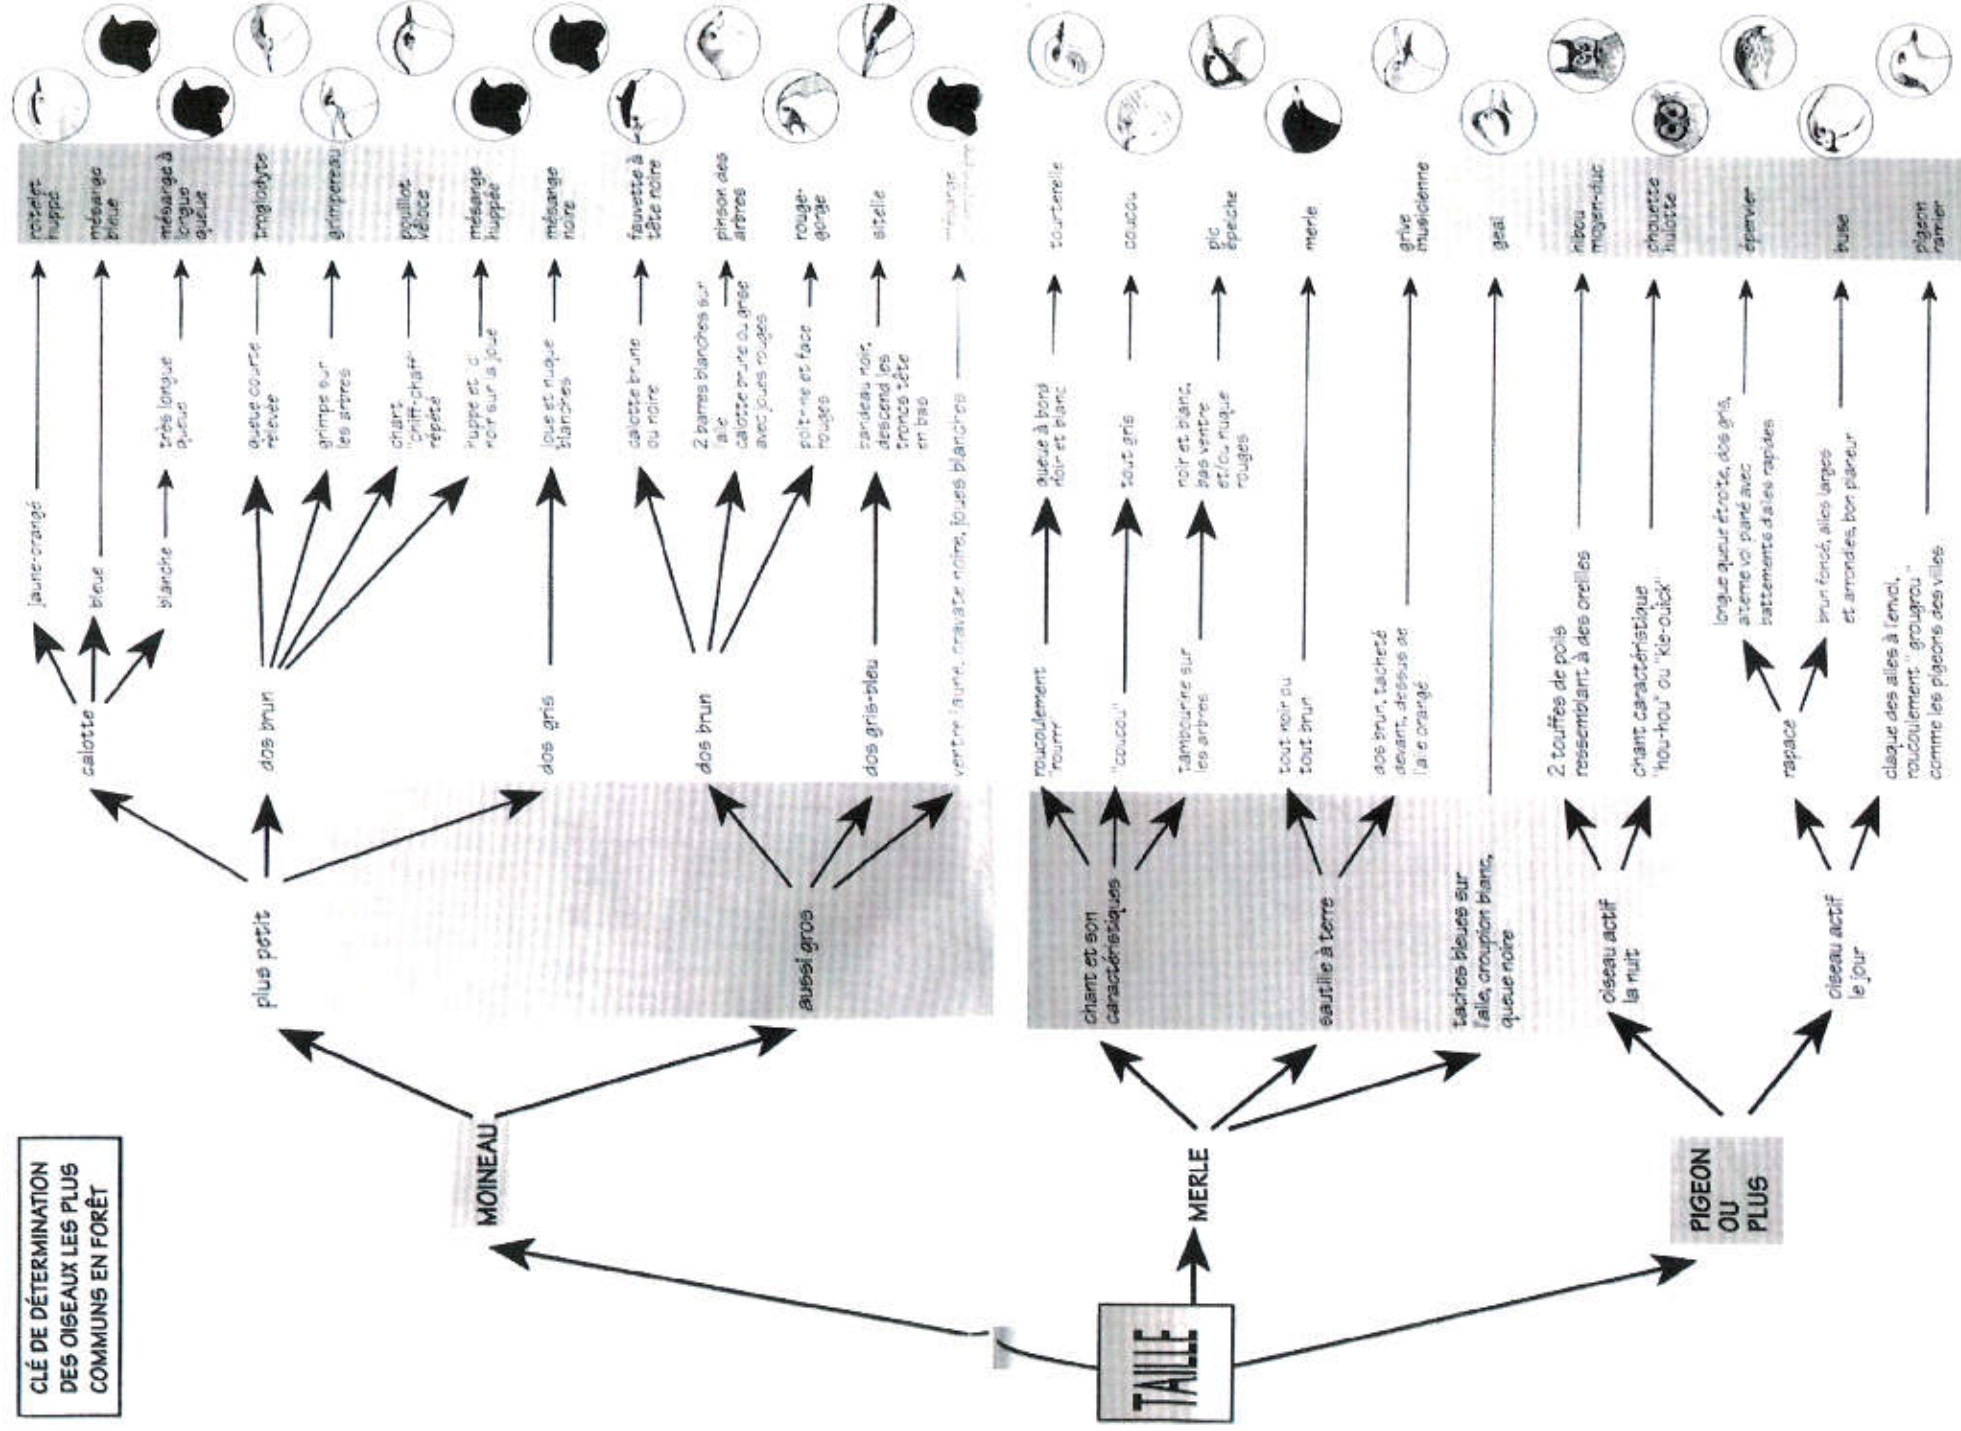 CLÉ DE DÉTERMINATION
DES OISEAUX LES PLUS
COMMUNS EN FORÊT
TAILLE
MOINEAU
plus petit
calotte
jaune-orangé
roitelet
huppé
bleue
mésange
bleue
blanche
très longue
queue
mésange à
longue
queue
dos brun
queue courte
relevée
troglodyte
grimpe sur
les arbres
grimpereau
chant
"chiff-chaff"
répété
pouillot
véloce
huppe et c
noir sur la joue
mésange
huppée
dos gris
joue et nuque
blanches
mésange
noire
aussi gros
dos brun
calotte brune
ou noire
fauvette à
tête noire
2 barres blanches sur
l'aile
calotte brune ou grise
avec joues rouges
pinson des
arbres
poitrine et face
rouges
rouge-
gorge
dos gris-bleu
bandeau noir,
descend les
troncs tête
en bas
sitelle
ventre jaune, cravate noire, joues blanches
mésange
MERLE
chant et son
caractéristiques
roucoulement
"rourrr"
queue à bord
noir et blanc
tourterelle
"coucou"
tout gris
coucou
tambourine sur
les arbres
noir et blanc,
bas ventre
et/ou nuque
rouges
pic
épeiche
sautille à terre
tout noir ou
tout brun
merle
dos brun, tacheté
devant, dessus de
l'aile orangé
grive
musicienne
taches bleues sur
l'aile, croupion blanc,
queue noire
geai
PIGEON
OU
PLUS
oiseau actif
la nuit
2 touffes de poils
ressemblant à des oreilles
hibou
moyen-duc
chant caractéristique
"hou-hou" ou "kie-ouick"
chouette
hulotte
oiseau actif
le jour
rapace
longue queue étroite, dos gris,
alterne vol plané avec
battements d'ailes rapides
épervier
brun foncé, ailes larges
et arrondies, bon planeur
buse
claque des ailes à l'envol,
roucoulement "grougrou"
comme les pigeons des villes
pigeon
ramier